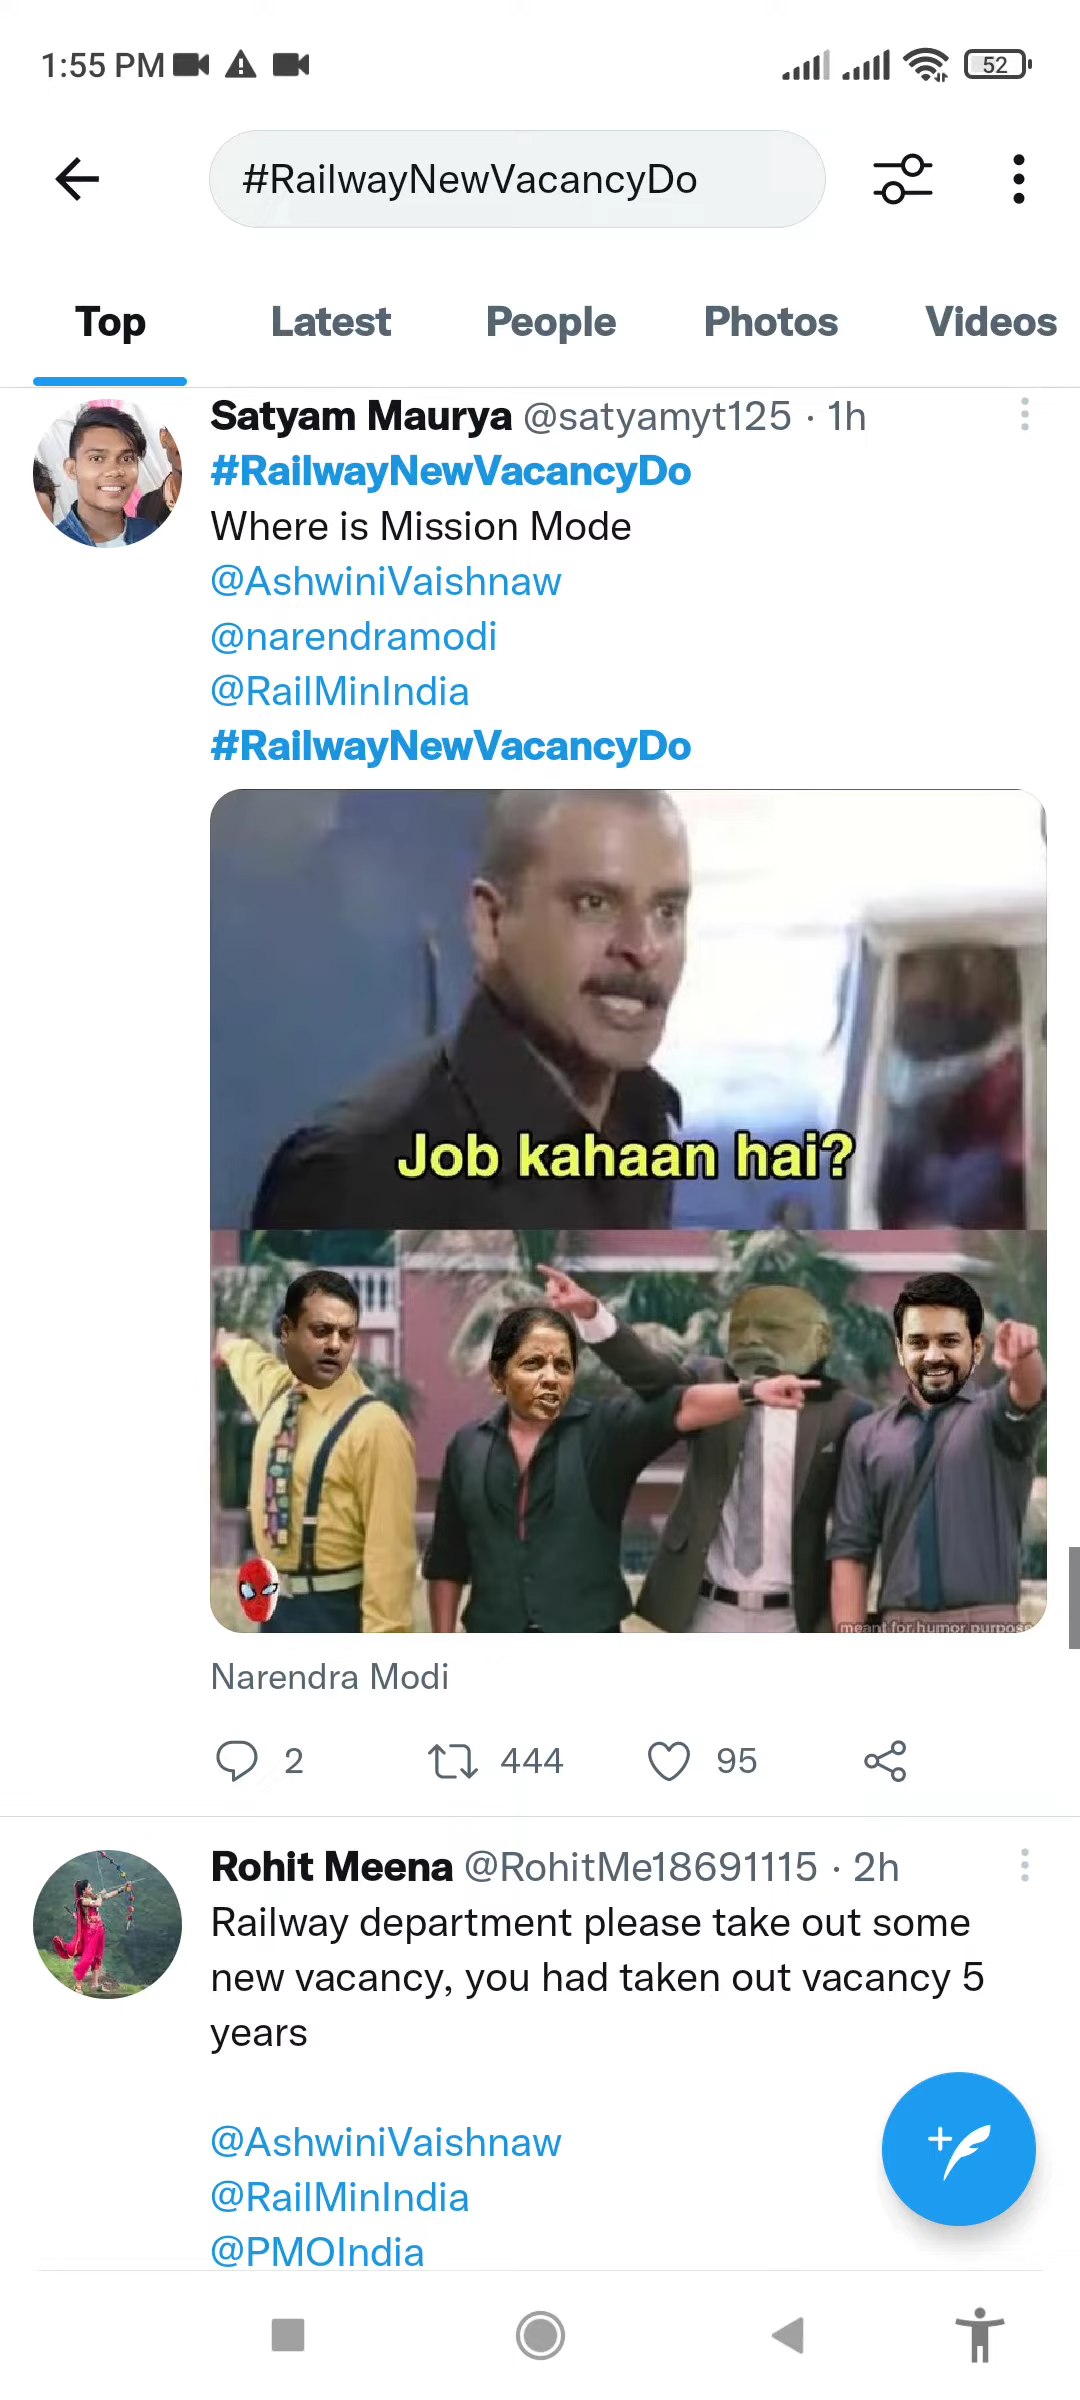 1:55 PM
52
#RailwayNewVacancyDo
Top Latest People Photos Videos
Satyam Maurya @satyamyt125 · 1h
#RailwayNewVacancyDo
Where is Mission Mode
@AshwiniVaishnaw
@narendramodi
@RailMinIndia
#RailwayNewVacancyDo
Job kahaan hai?
meant for humor purpose
Narendra Modi
2 444 95
Rohit Meena @RohitMe18691115 · 2h
Railway department please take out some
new vacancy, you had taken out vacancy 5
years
@AshwiniVaishnaw
@RailMinIndia
@PMOIndia